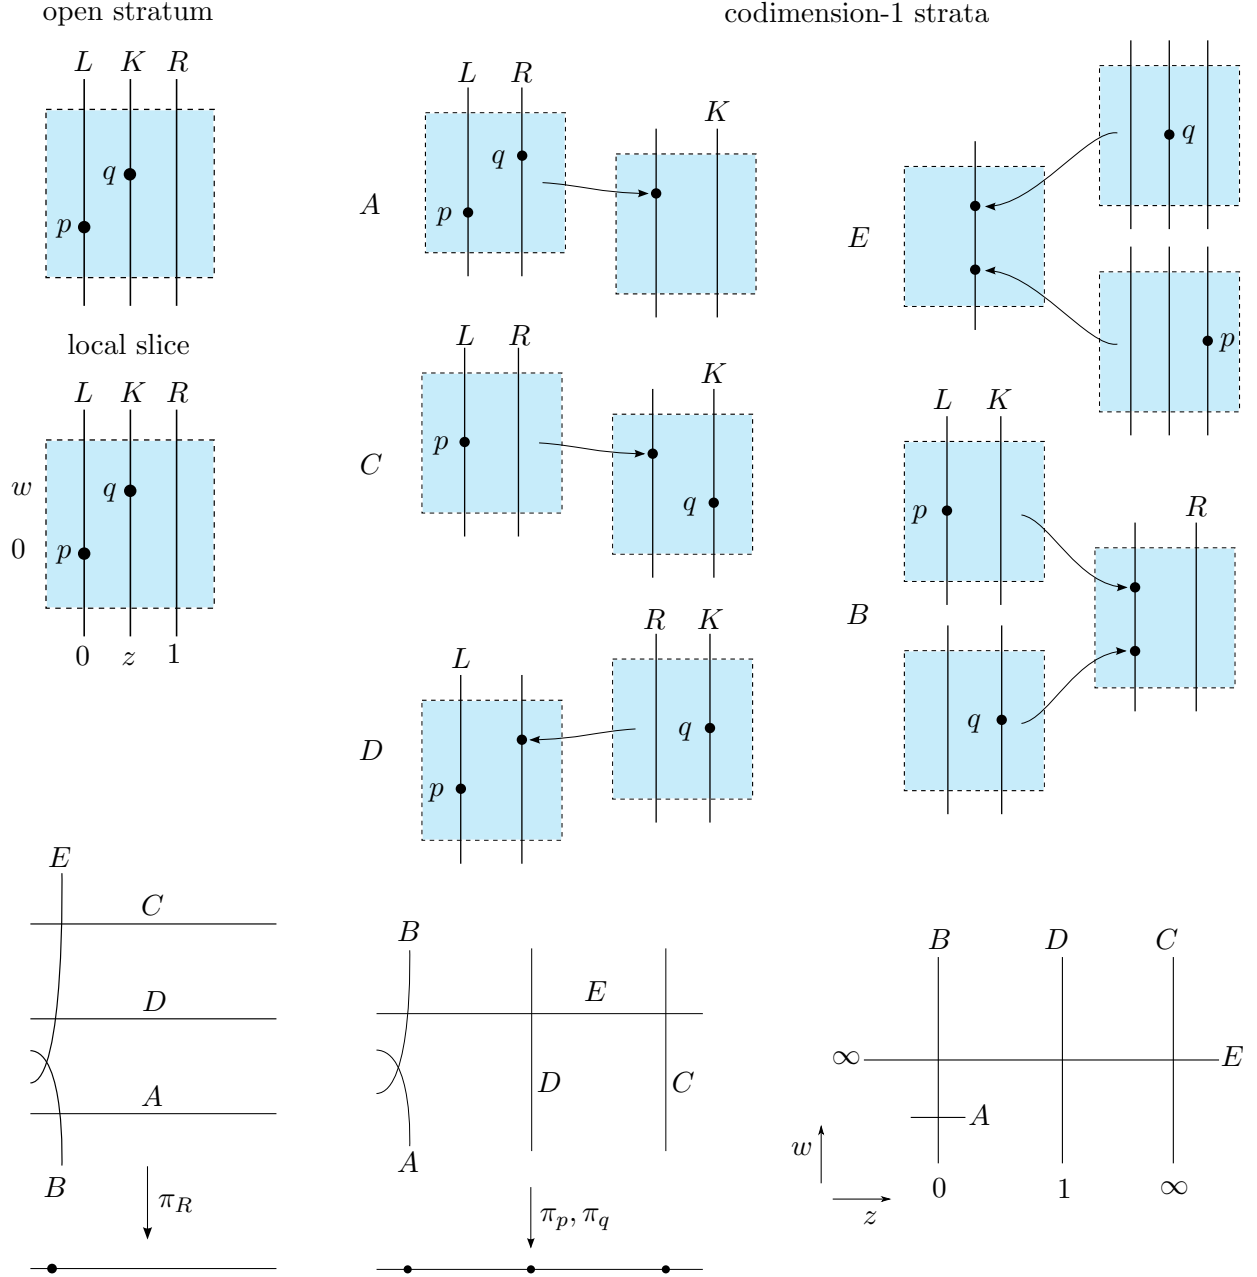 open stratum
codimension-1 strata
L K R
q
p
L R
q
p
K
A
q
E
p
local slice
L K R
w
q
0
p
0 z 1
L R
p
K
q
C
L K
p
R
B
q
R K
L
q
p
D
E
C
D
A
B
π_R
B
E
D
C
A
π_p, π_q
B D C
∞
E
A
w
0 1 ∞
z